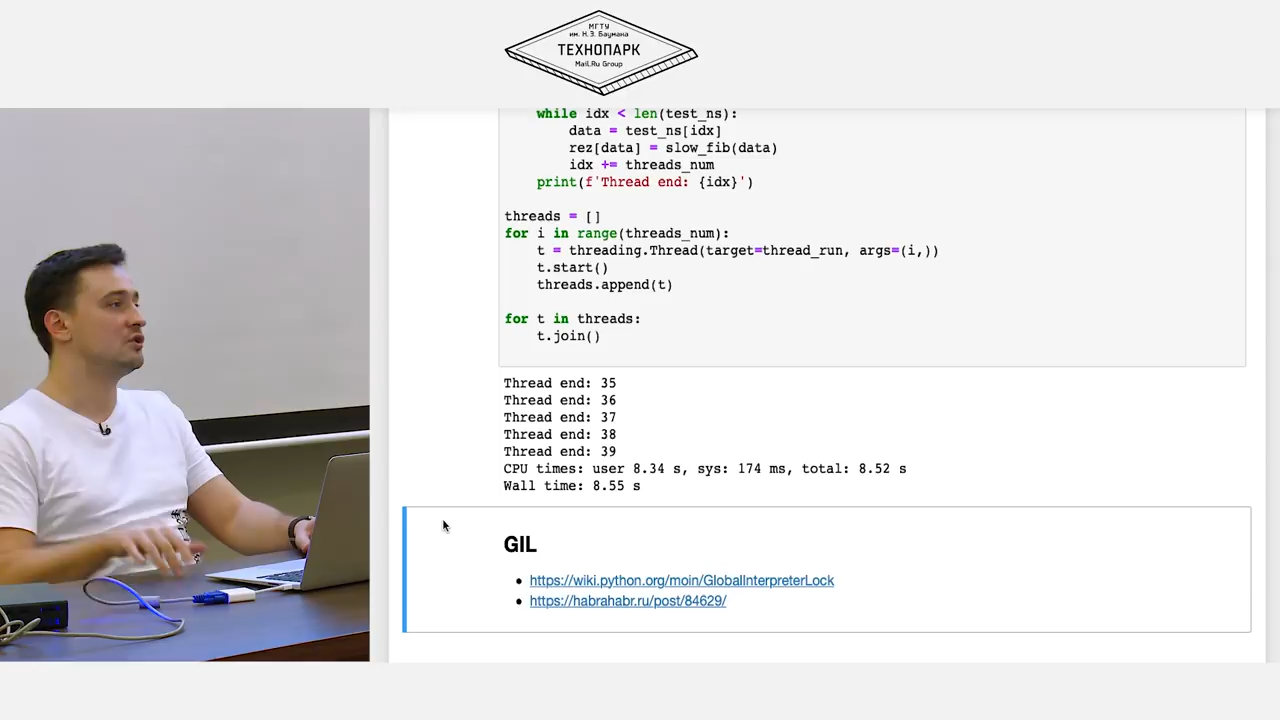 МГТУ
им. Н.Э. Баумана
ТЕХНОПАРК
Mail.Ru Group
while idx < len(test_ns):
data = test_ns[idx]
rez[data] = slow_fib(data)
idx += threads_num
print(f'Thread end: {idx}')
threads = []
for i in range(threads_num):
t = threading.Thread(target=thread_run, args=(i,))
t.start()
threads.append(t)
for t in threads:
t.join()
Thread end: 35
Thread end: 36
Thread end: 37
Thread end: 38
Thread end: 39
CPU times: user 8.34 s, sys: 174 ms, total: 8.52 s
Wall time: 8.55 s
GIL
https://wiki.python.org/moin/GlobalInterpreterLock
https://habrahabr.ru/post/84629/